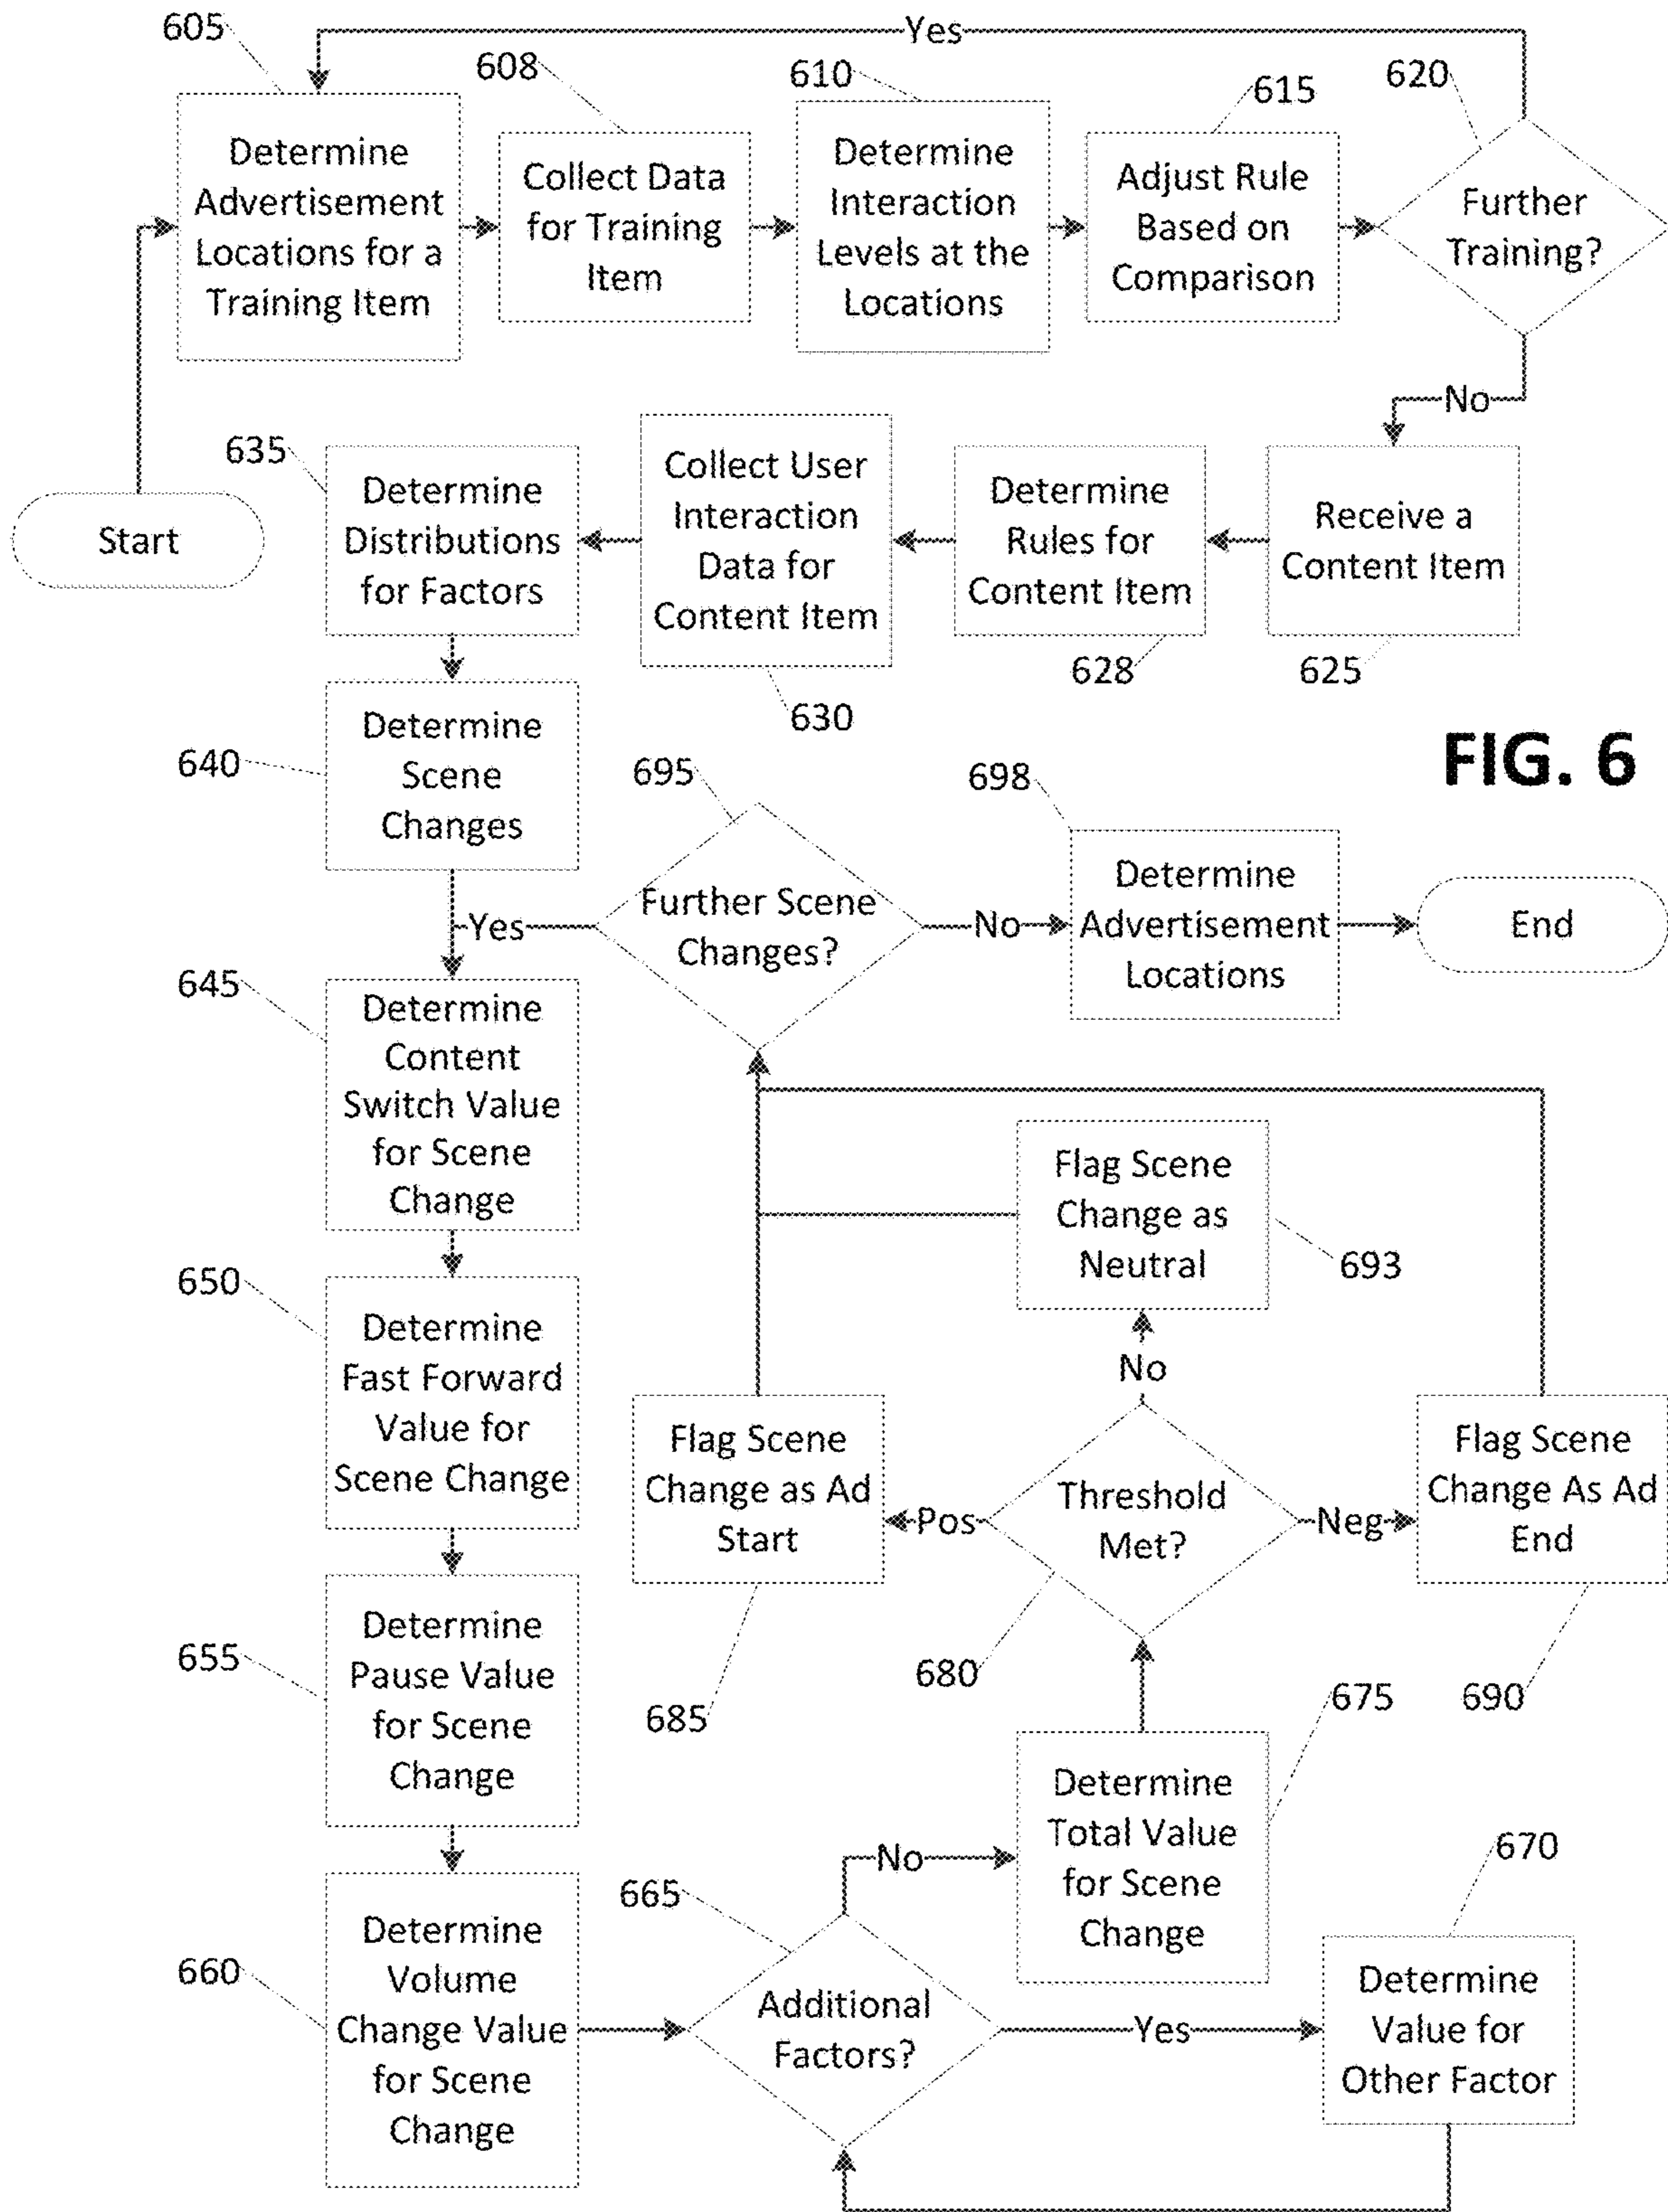 605
Yes
608
610
615
620
Determine
Advertisement
Locations for a
Training Item
Collect Data
for Training
Item
Determine
Interaction
Levels at the
Locations
Adjust Rule
Based on
Comparison
Further
Training?
No
Start
635
Determine
Distributions
for Factors
Collect User
Interaction
Data for
Content Item
Determine
Rules for
Content Item
Receive a
Content Item
630
628
625
FIG. 6
640
Determine
Scene
Changes
695
698
Yes
Further Scene
Changes?
No
Determine
Advertisement
Locations
End
645
Determine
Content
Switch Value
for Scene
Change
Flag Scene
Change as
Neutral
693
650
Determine
Fast Forward
Value for
Scene Change
No
Flag Scene
Change as Ad
Start
Pos
Threshold
Met?
Neg
Flag Scene
Change As Ad
End
655
Determine
Pause Value
for Scene
Change
685
680
675
690
Determine
Total Value
for Scene
Change
660
Determine
Volume
Change Value
for Scene
Change
665
No
670
Additional
Factors?
Yes
Determine
Value for
Other Factor